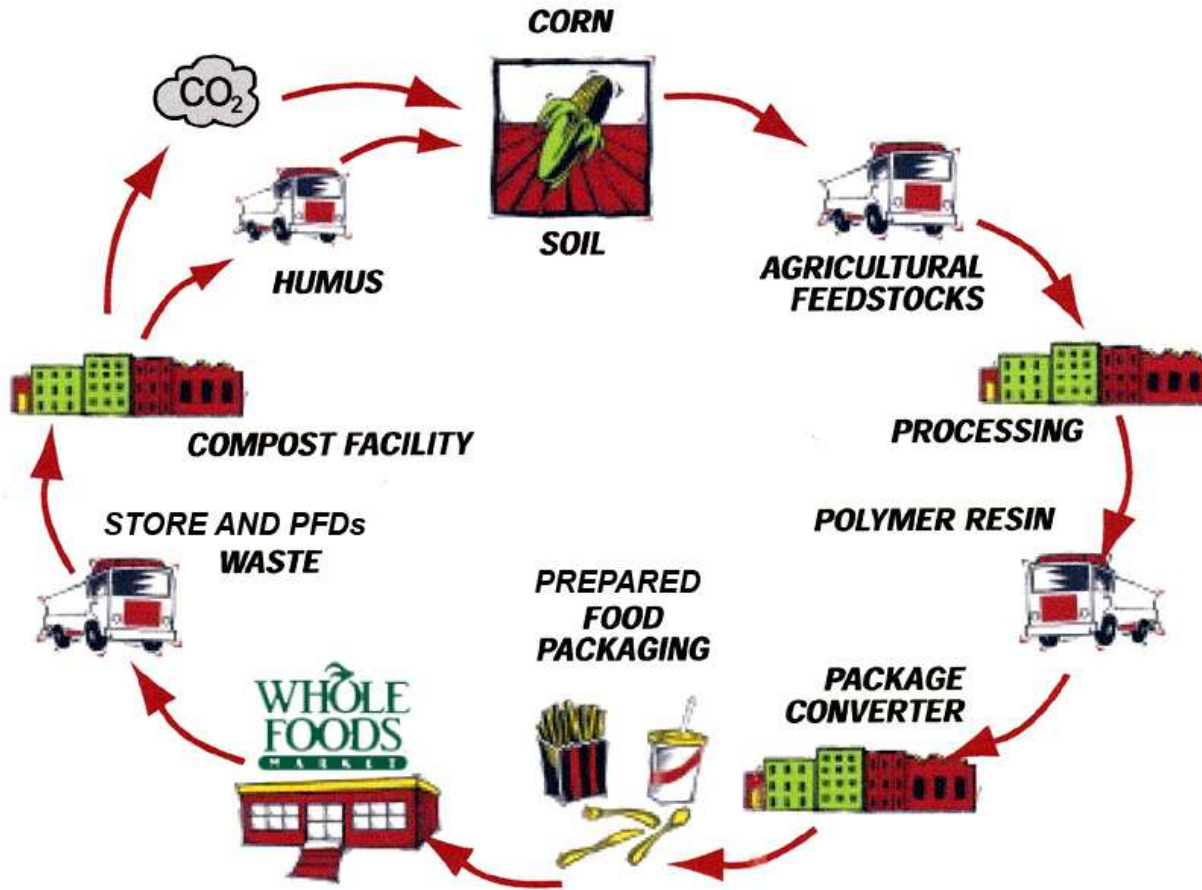 CORN
CO2
SOIL
HUMUS
AGRICULTURAL
FEEDSTOCKS
COMPOST FACILITY
PROCESSING
STORE AND PFDs
WASTE
POLYMER RESIN
PREPARED
FOOD
PACKAGING
PACKAGE
CONVERTER
WHOLE
FOODS
MARKET